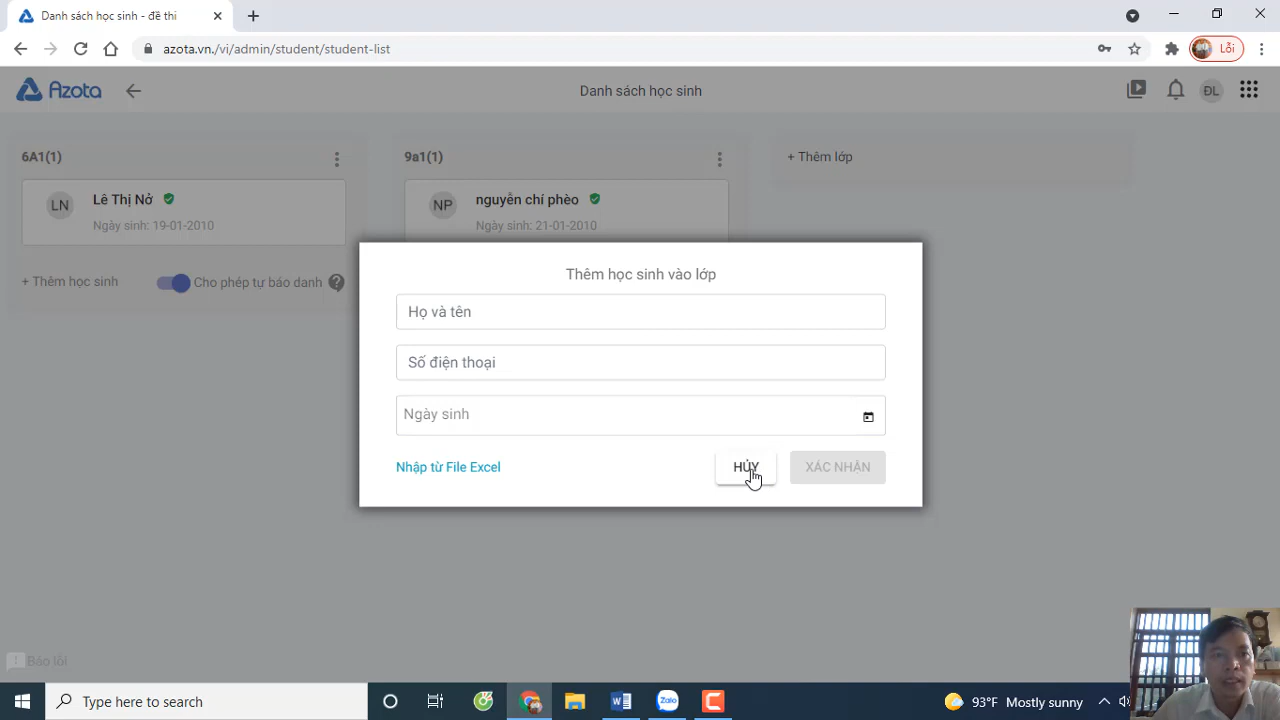 Danh sách học sinh - đề thi
azota.vn./vi/admin/student/student-list
Lỗi
Azota
Danh sách học sinh
ĐL
6A1(1)
9a1(1)
+ Thêm lớp
LN
Lê Thị Nở
Ngày sinh: 19-01-2010
NP
nguyễn chí phèo
Ngày sinh: 21-01-2010
+ Thêm học sinh
Cho phép tự báo danh
Thêm học sinh vào lớp
Họ và tên
Số điện thoại
Ngày sinh
Nhập từ File Excel
HỦY
XÁC NHẬN
Báo lỗi
Type here to search
Zalo
93°F Mostly sunny